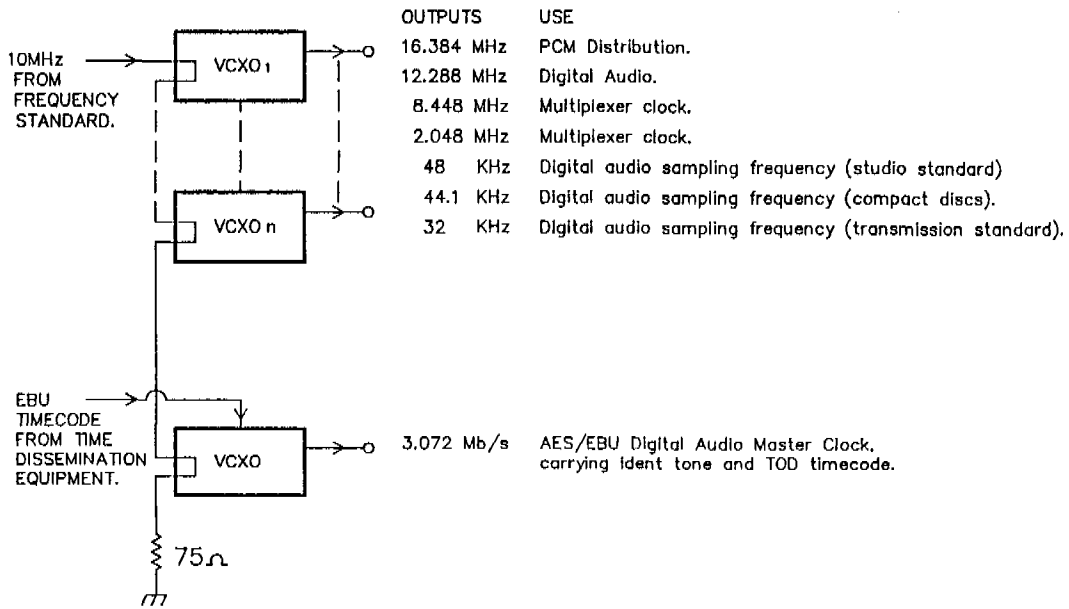 OUTPUTS USE
16.384 MHz PCM Distribution.
12.288 MHz Digital Audio.
8.448 MHz Multiplexer clock.
2.048 MHz Multiplexer clock.
48 KHz Digital audio sampling frequency (studio standard)
44.1 KHz Digital audio sampling frequency (compact discs).
32 KHz Digital audio sampling frequency (transmission standard).
10MHz
FROM
FREQUENCY
STANDARD.
VCXO 1
VCXO n
EBU
TIMECODE
FROM TIME
DISSEMINATION
EQUIPMENT.
VCXO
3.072 Mb/s AES/EBU Digital Audio Master Clock,
carrying ident tone and TOD timecode.
75Ω